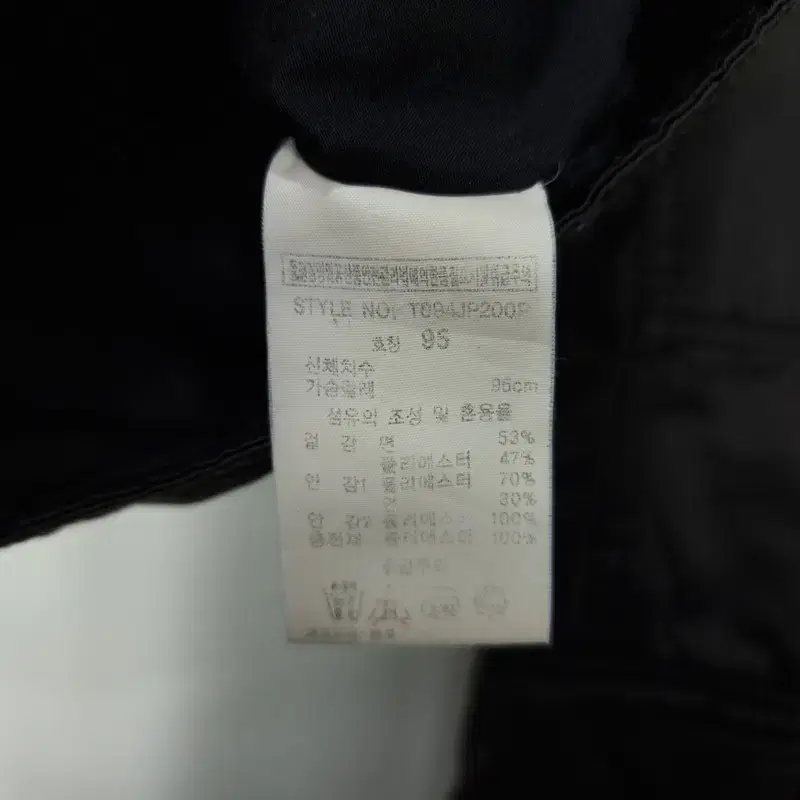 STYLE NO: T094JP200P
호칭 95
신체치수
가슴둘레 95cm
섬유의 조성 및 혼용율
겉 감 면 53%
폴리에스터 47%
안 감1 폴리에스터 70%
면 30%
안 감2 폴리에스터 100%
충전재 폴리에스터 100%